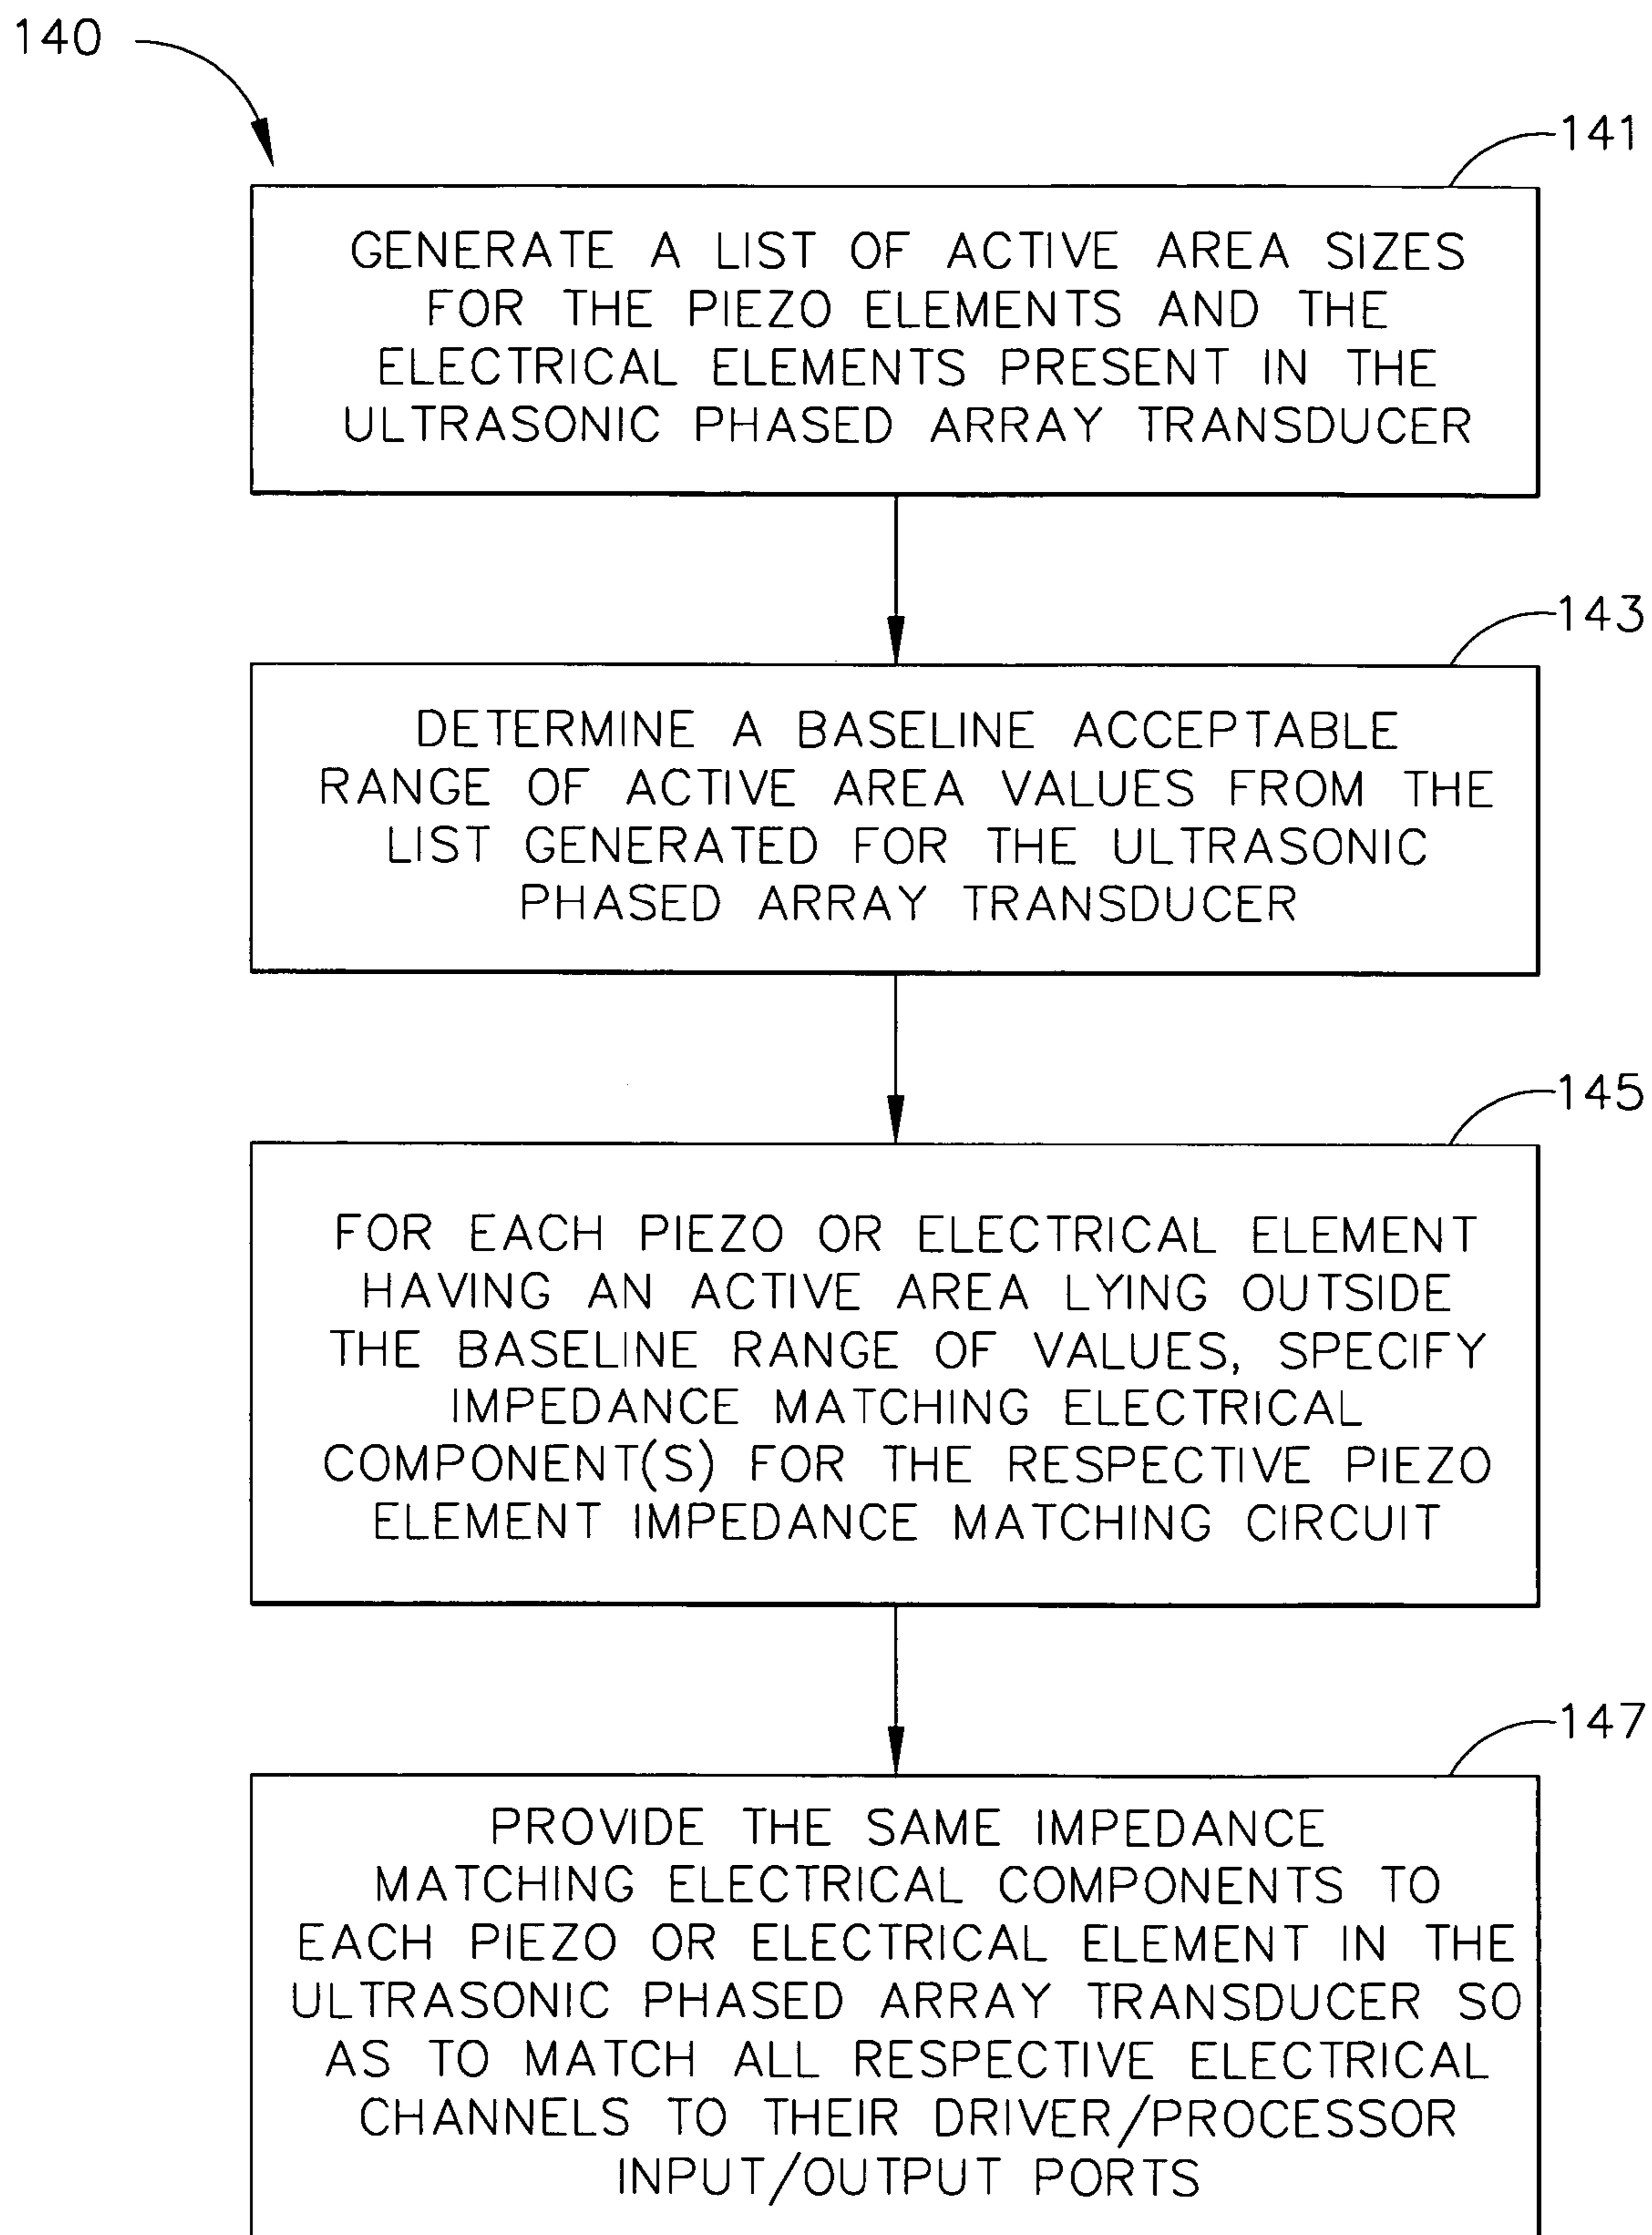 140
141
GENERATE A LIST OF ACTIVE AREA SIZES
FOR THE PIEZO ELEMENTS AND THE
ELECTRICAL ELEMENTS PRESENT IN THE
ULTRASONIC PHASED ARRAY TRANSDUCER
143
DETERMINE A BASELINE ACCEPTABLE
RANGE OF ACTIVE AREA VALUES FROM THE
LIST GENERATED FOR THE ULTRASONIC
PHASED ARRAY TRANSDUCER
145
FOR EACH PIEZO OR ELECTRICAL ELEMENT
HAVING AN ACTIVE AREA LYING OUTSIDE
THE BASELINE RANGE OF VALUES, SPECIFY
IMPEDANCE MATCHING ELECTRICAL
COMPONENT(S) FOR THE RESPECTIVE PIEZO
ELEMENT IMPEDANCE MATCHING CIRCUIT
147
PROVIDE THE SAME IMPEDANCE
MATCHING ELECTRICAL COMPONENTS TO
EACH PIEZO OR ELECTRICAL ELEMENT IN THE
ULTRASONIC PHASED ARRAY TRANSDUCER SO
AS TO MATCH ALL RESPECTIVE ELECTRICAL
CHANNELS TO THEIR DRIVER/PROCESSOR
INPUT/OUTPUT PORTS